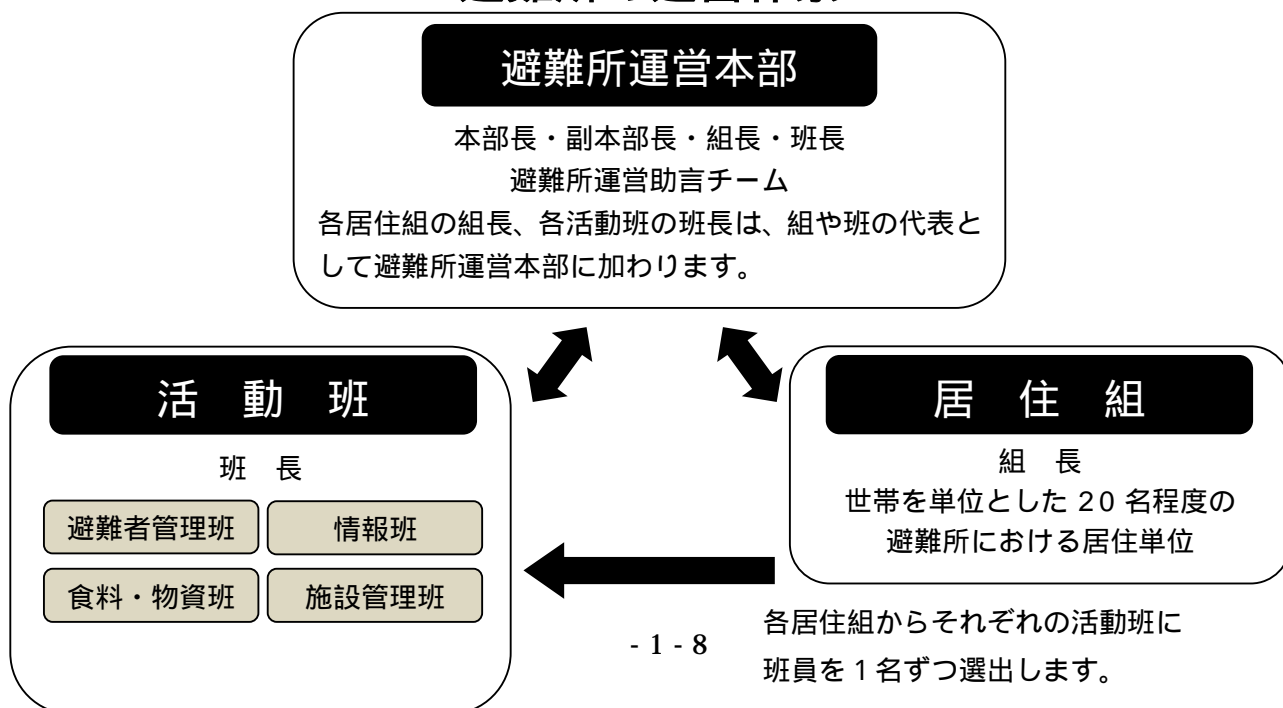 避難所運営本部
本部長・副本部長・組長・班長
避難所運営助言チーム
各居住組の組長、各活動班の班長は、組や班の代表と
して避難所運営本部に加わります。
活 動 班
班 長
避難者管理班
情報班
食料・物資班
施設管理班
居 住 組
組 長
世帯を単位とした 20 名程度の
避難所における居住単位
各居住組からそれぞれの活動班に
班員を1名ずつ選出します。
- 1 - 8